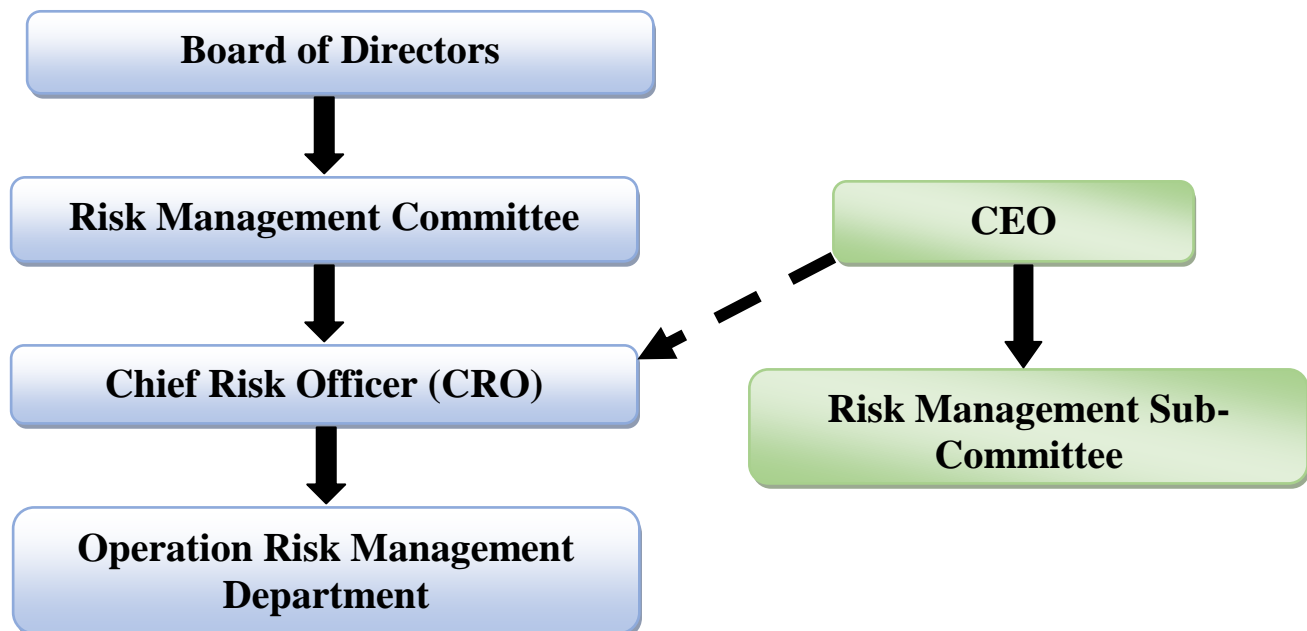 Board of Directors
Risk Management Committee
CEO
Chief Risk Officer (CRO)
Risk Management Sub-
Committee
Operation Risk Management
Department